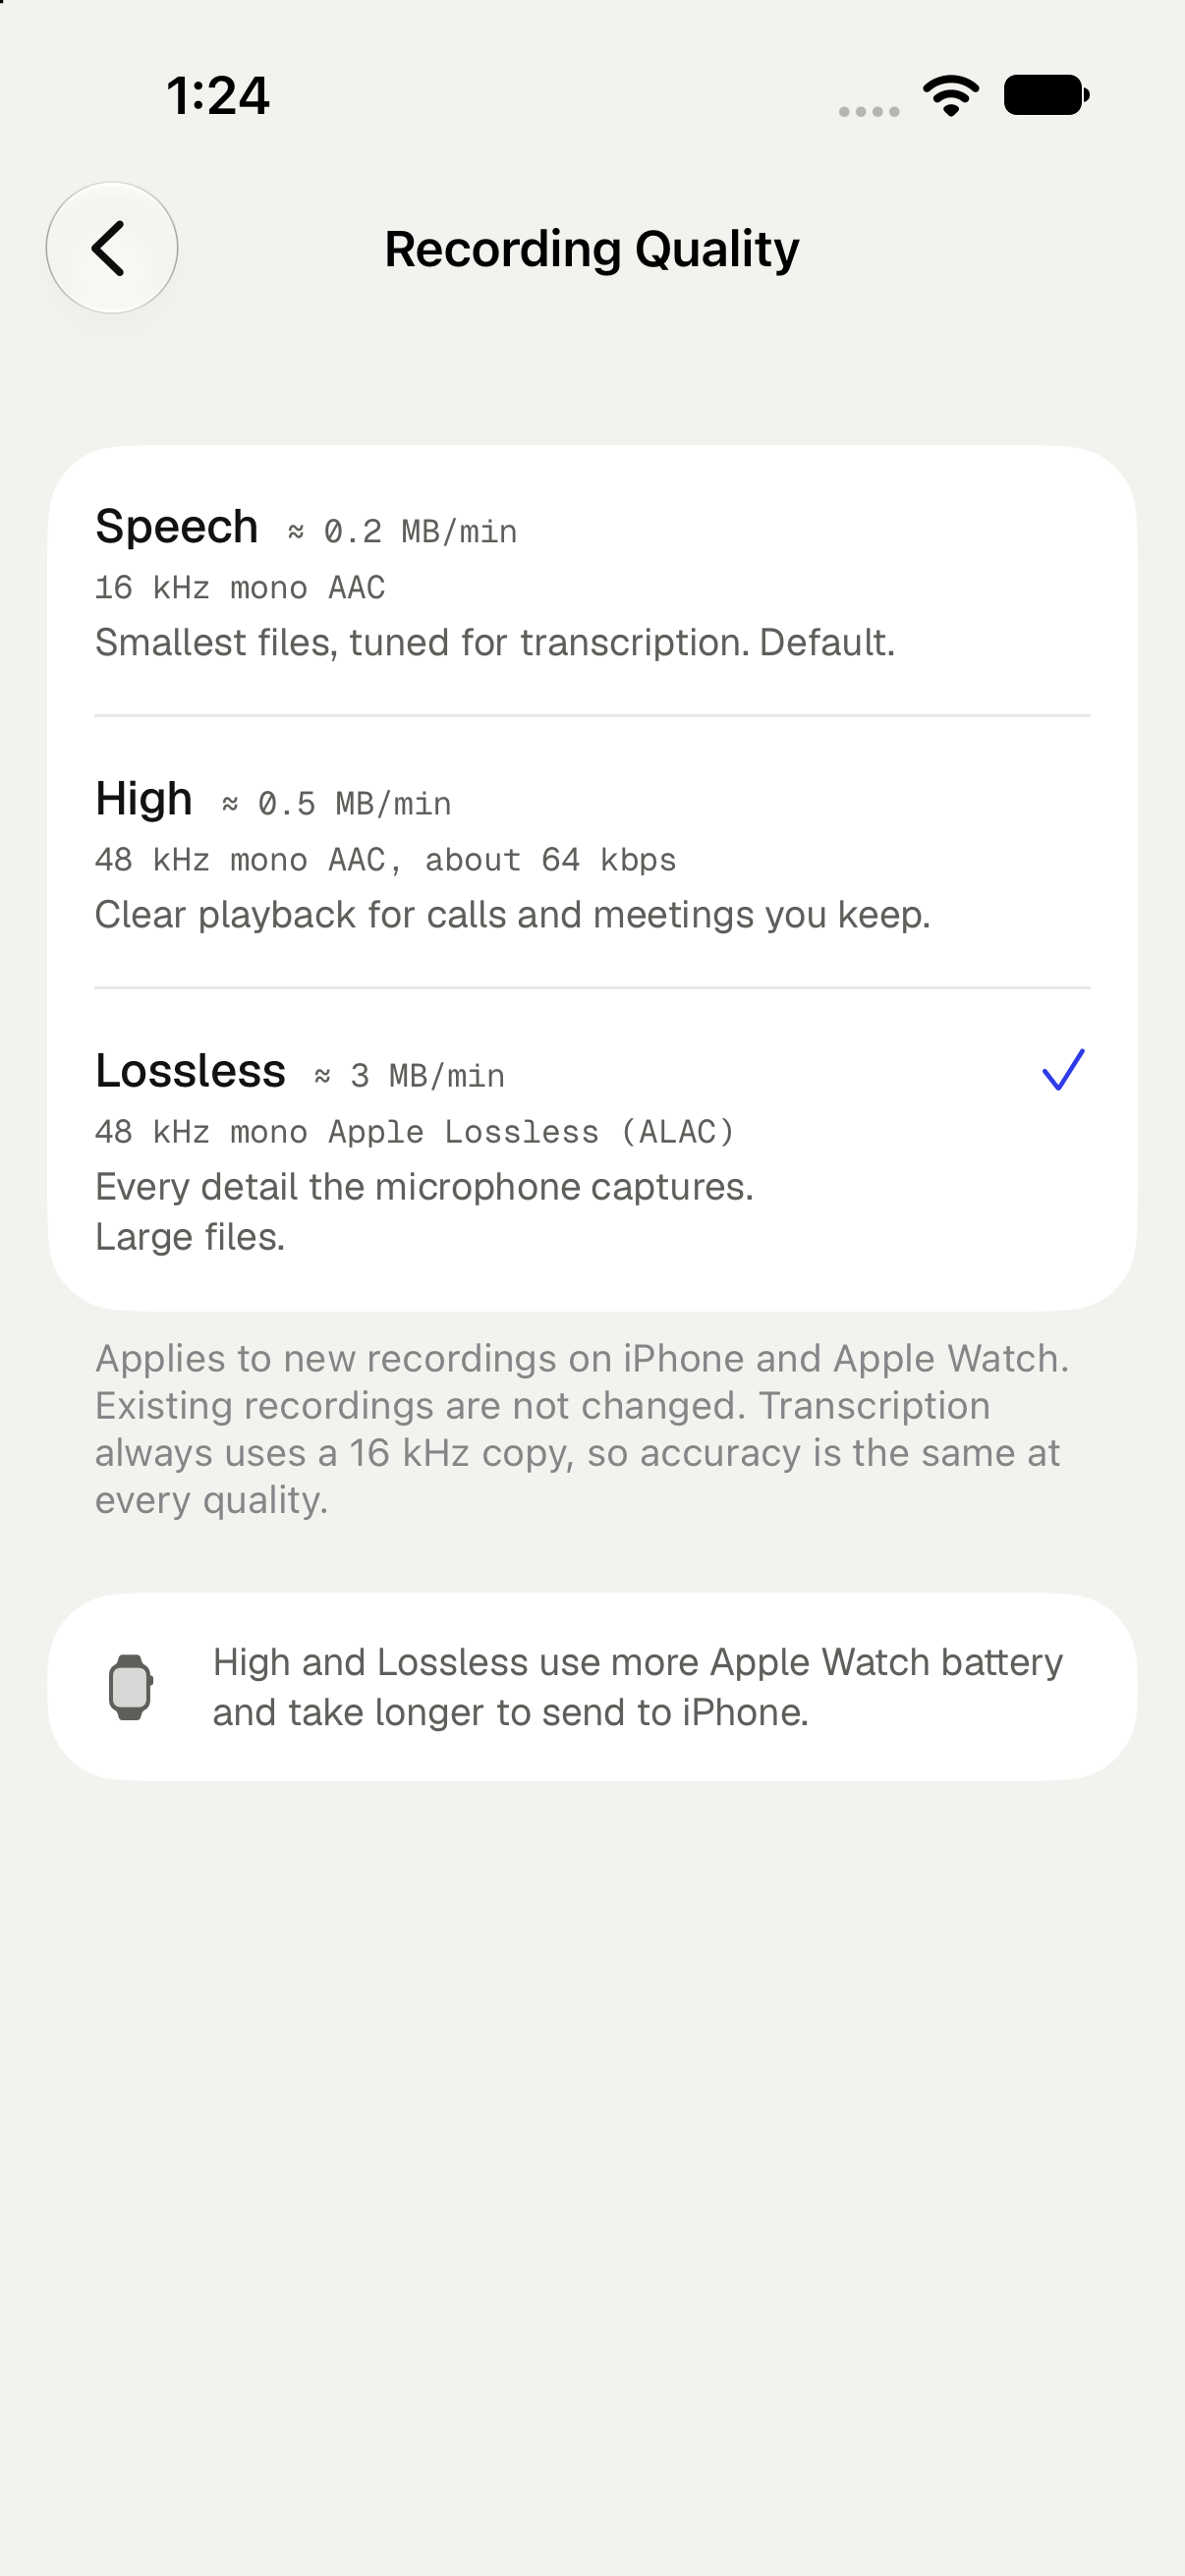 1:24
Recording Quality
Speech ≈ 0.2 MB/min
16 kHz mono AAC
Smallest files, tuned for transcription. Default.
High ≈ 0.5 MB/min
48 kHz mono AAC, about 64 kbps
Clear playback for calls and meetings you keep.
Lossless ≈ 3 MB/min
48 kHz mono Apple Lossless (ALAC)
Every detail the microphone captures.
Large files.
Applies to new recordings on iPhone and Apple Watch.
Existing recordings are not changed. Transcription
always uses a 16 kHz copy, so accuracy is the same at
every quality.
High and Lossless use more Apple Watch battery
and take longer to send to iPhone.